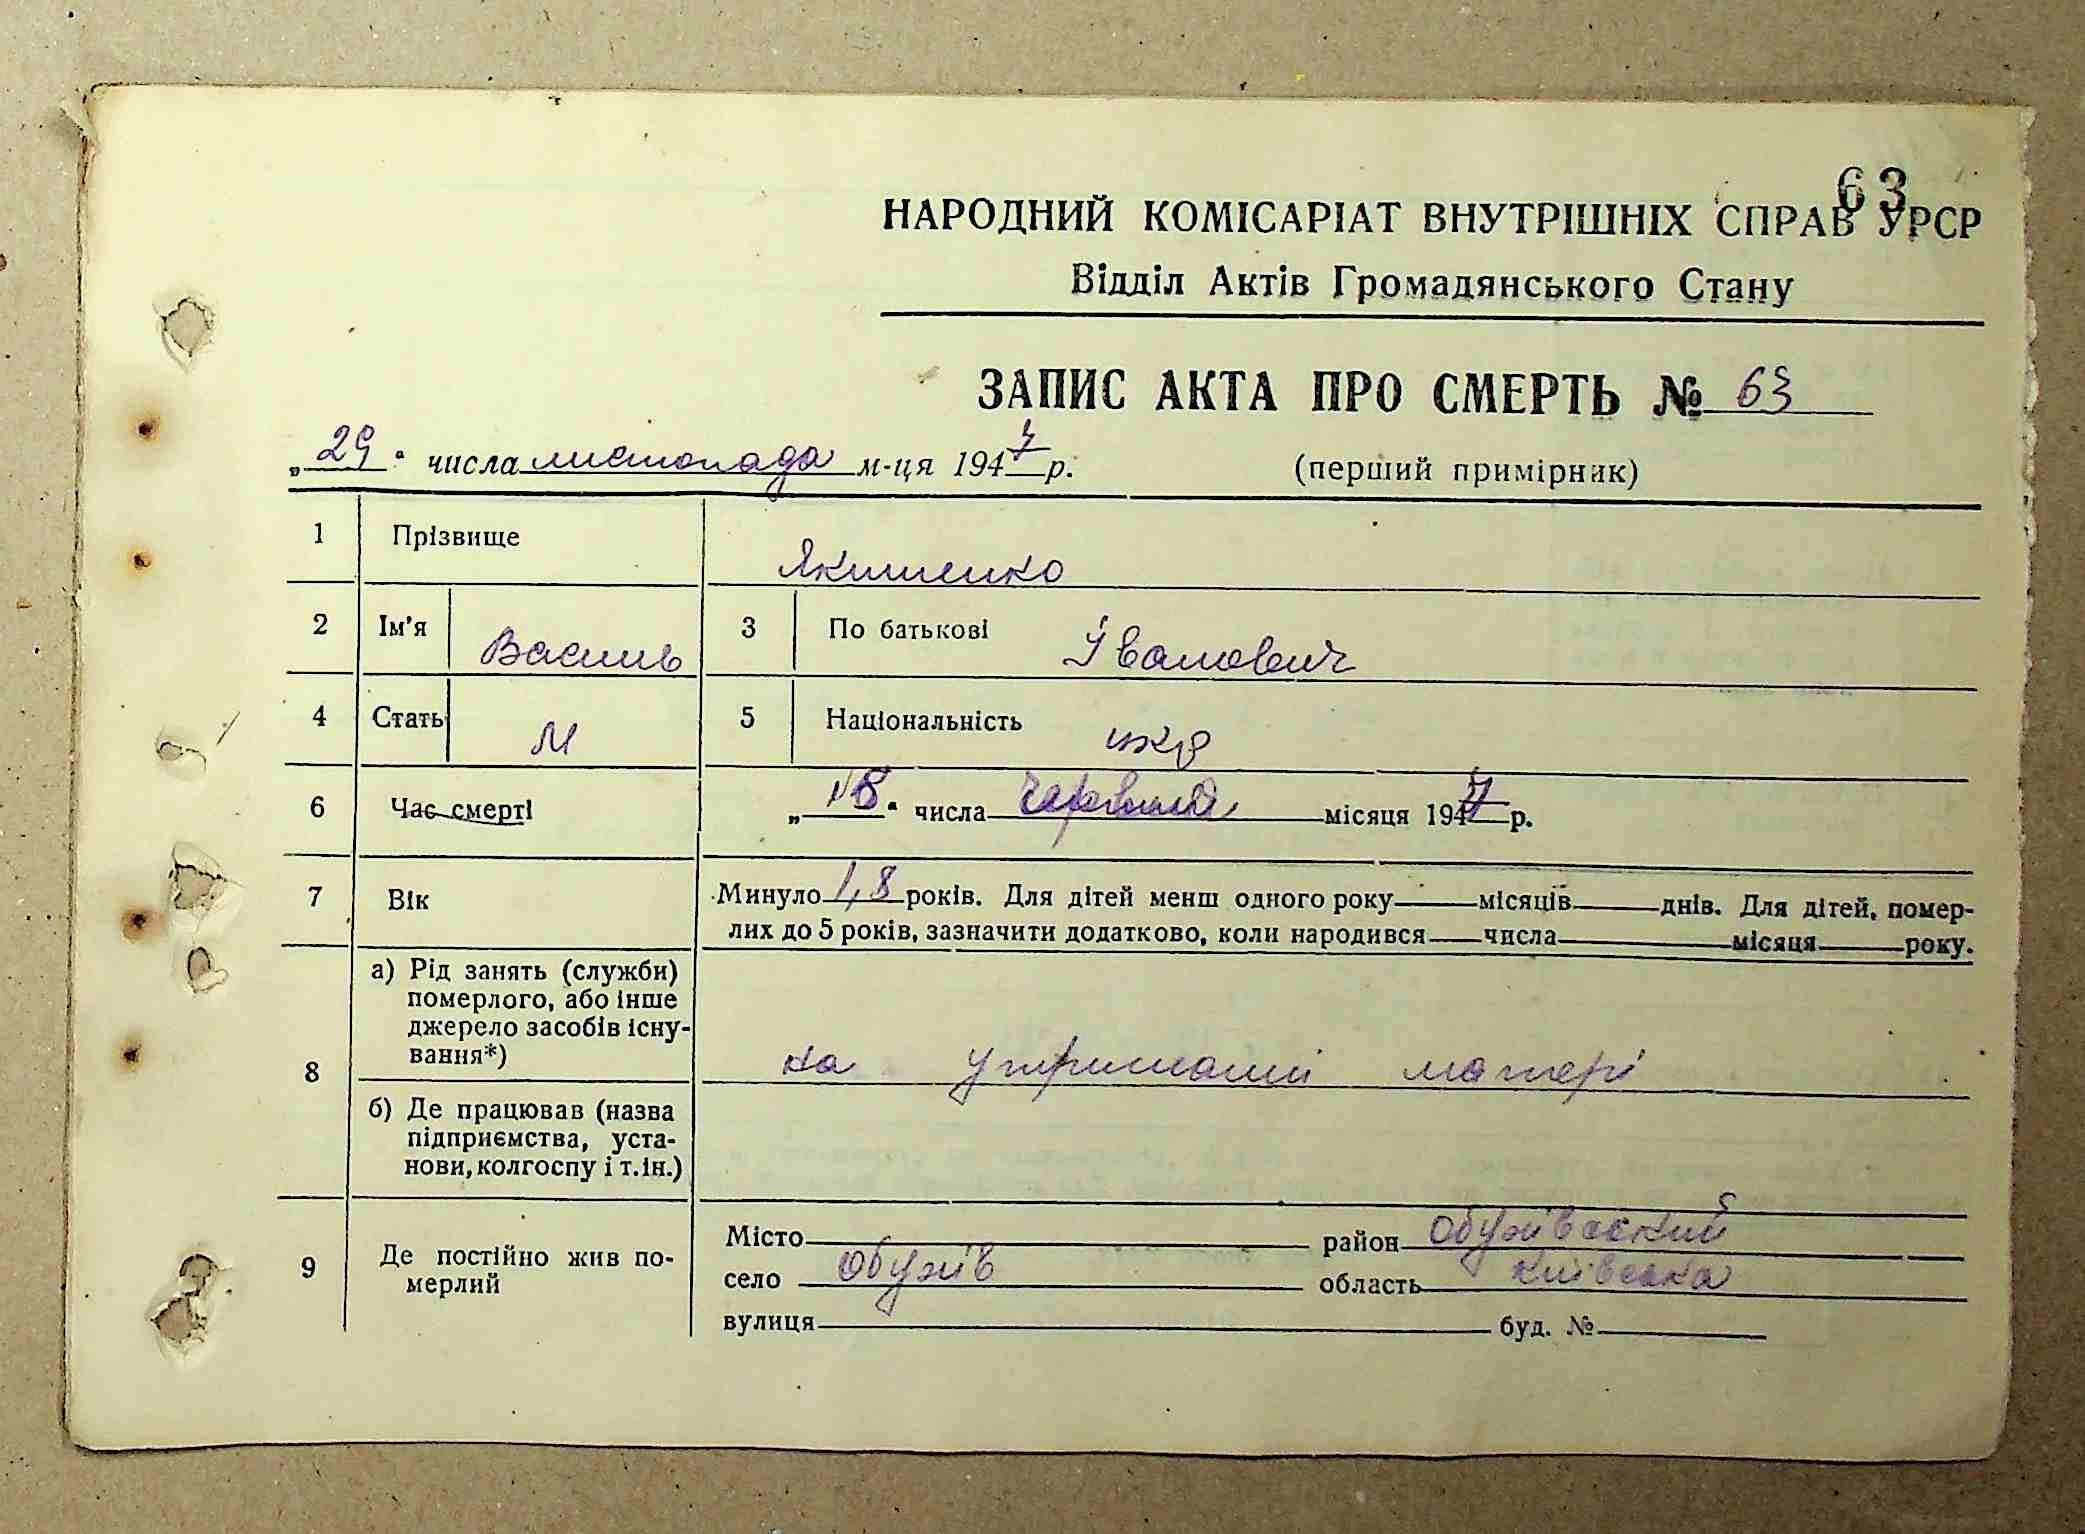 63
НАРОДНИЙ КОМІСАРІАТ ВНУТРІШНІХ СПРАВ УРСР
Відділ Актів Громадянського Стану
ЗАПИС АКТА ПРО СМЕРТЬ № 63
„29“ числа листопада м-ця 1947 р. (перший примірник)
1 Прізвище Якименко
2 Ім'я Василь 3 По батькові Іванович
4 Стать М 5 Національність укр
6 Час смерті „18“ числа червня місяця 1947 р.
7 Вік Минуло 1,8 років. Для дітей менш одного року місяців днів. Для дітей, помер-
лих до 5 років, зазначити додатково, коли народився числа місяця року.
8 а) Рід занять (служби)
померлого, або інше
джерело засобів існу-
вання*)
на утриманні матері
б) Де працював (назва
підприємства, уста-
нови, колгоспу і т.ін.)
9 Де постійно жив по-
мерлий
Місто район Обухівський
село Обухів область Київська
вулиця буд. №